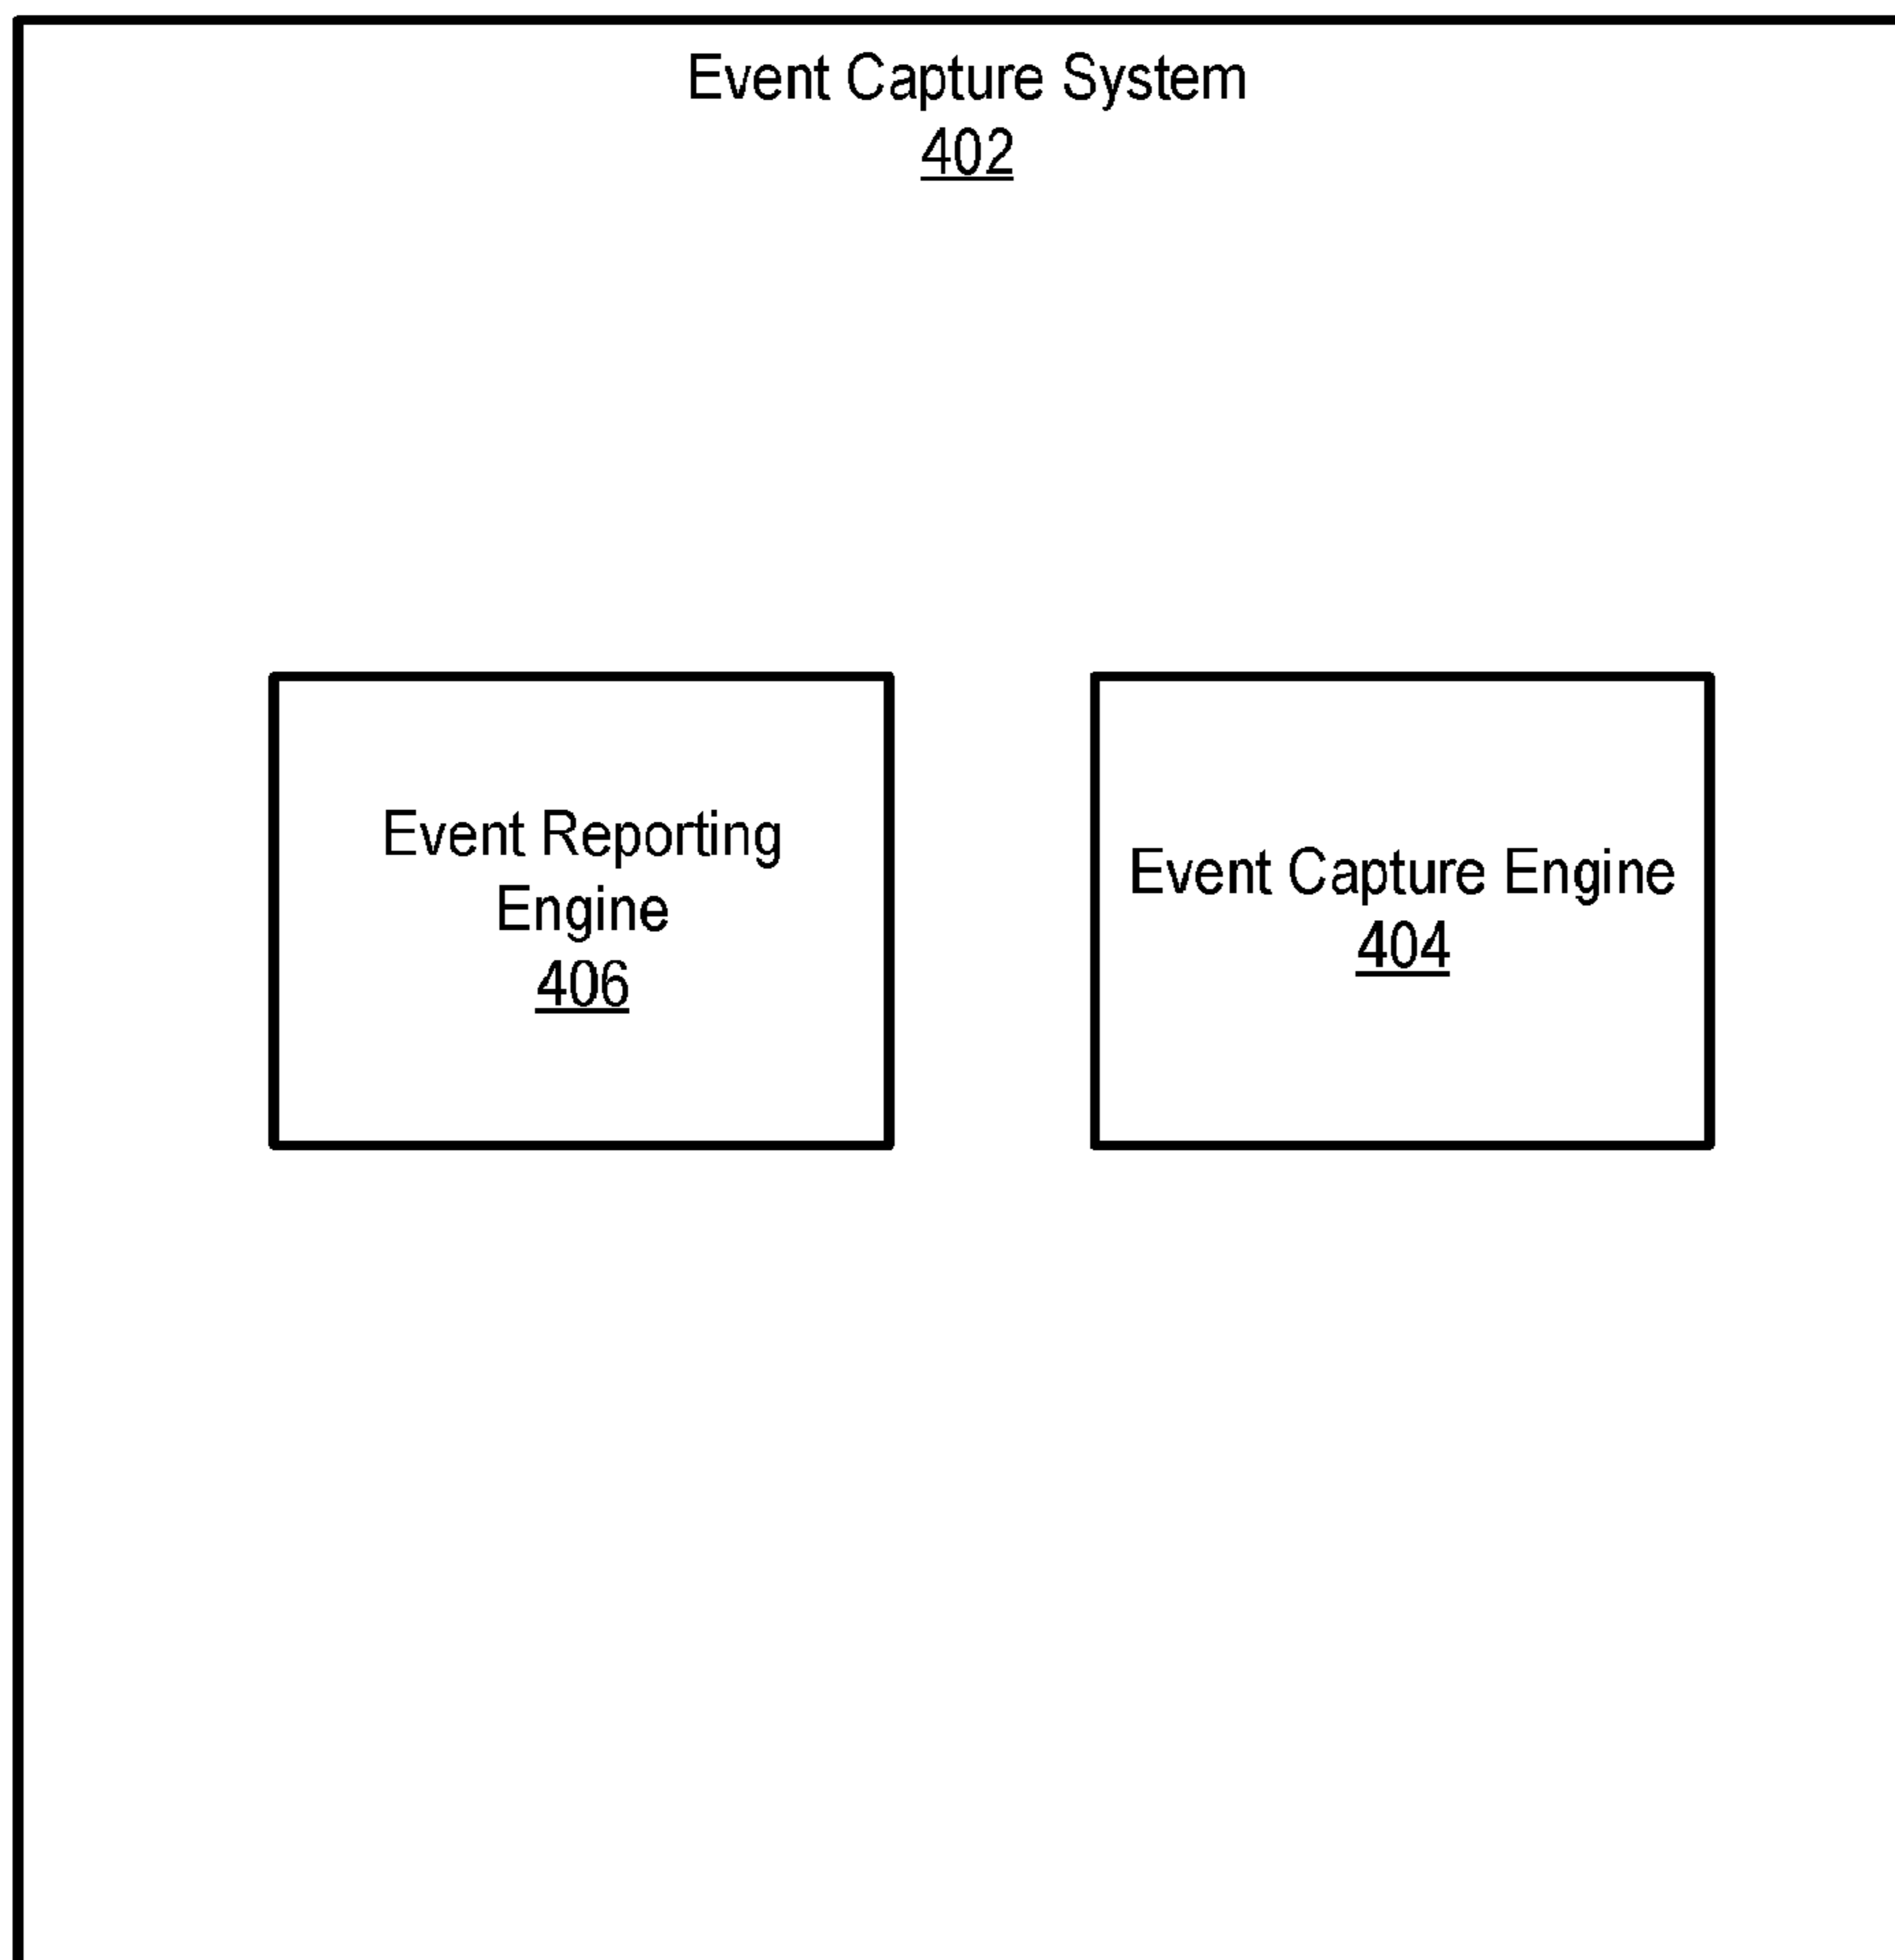 Event Capture System
402
Event Reporting
Engine
406
Event Capture Engine
404